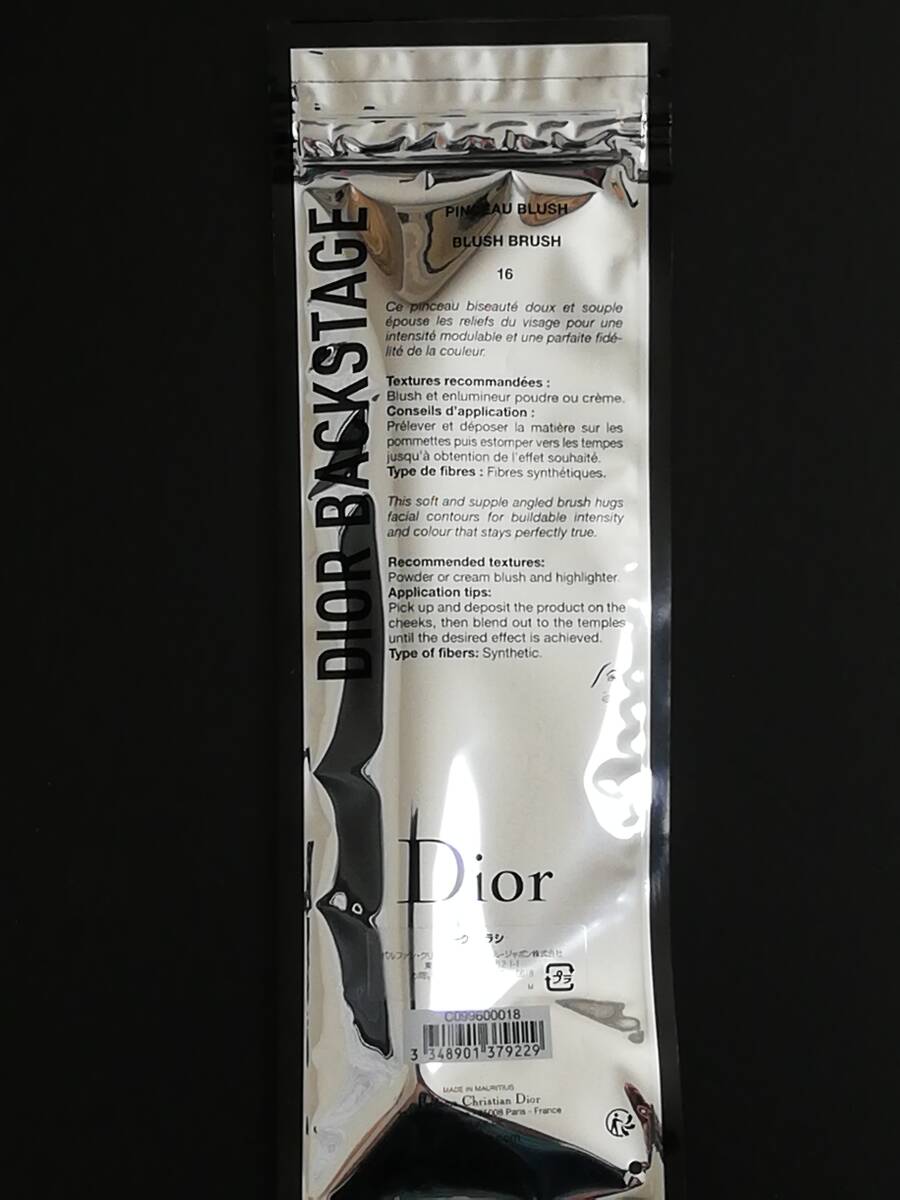 DIOR BACKSTAGE
PINCEAU BLUSH
BLUSH BRUSH
16
Ce pinceau biseauté doux et souple
épouse les reliefs du visage pour une
intensité modulable et une parfaite fidé-
lité de la couleur.
Textures recommandées :
Blush et enlumineur poudre ou crème.
Conseils d'application :
Prélever et déposer la matière sur les
pommettes puis estomper vers les tempes
jusqu'à obtention de l'effet souhaité.
Type de fibres : Fibres synthétiques.
This soft and supple angled brush hugs
facial contours for buildable intensity
and colour that stays perfectly true.
Recommended textures:
Powder or cream blush and highlighter.
Application tips:
Pick up and deposit the product on the
cheeks, then blend out to the temples
until the desired effect is achieved.
Type of fibers: Synthetic.
Dior
プラ
M
C099600018
3 348901 379229
MADE IN MAURITIUS
Christian Dior
75008 Paris - France